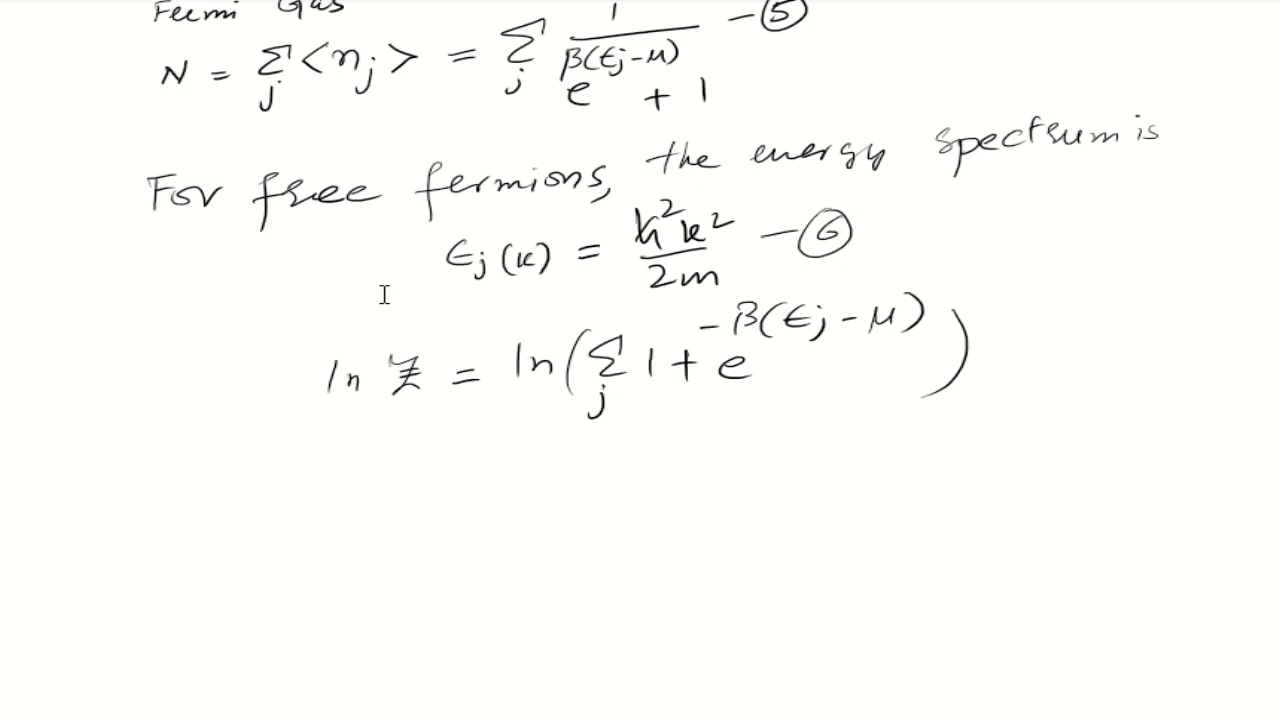 Fermi Gas
N = Σ_j <n_j> = Σ_j 1/(e^{β(ϵ_j-μ)} + 1) —⑤
For free fermions, the energy spectrum is
ϵ_j(k) = ħ²k²/2m —⑥
ln Z = ln(Σ_j 1 + e^{-β(ϵ_j-μ)})